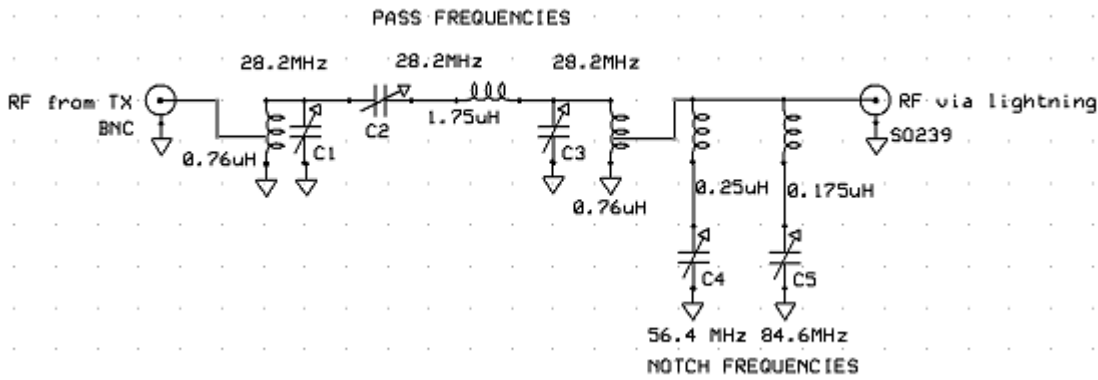 PASS FREQUENCIES
28.2MHz 28.2MHz 28.2MHz
RF from TX
BNC
0.76uH
C1
C2
1.75uH
C3
0.76uH
RF via lightning
SO239
0.25uH
0.175uH
C4
C5
56.4 MHz 84.6MHz
NOTCH FREQUENCIES